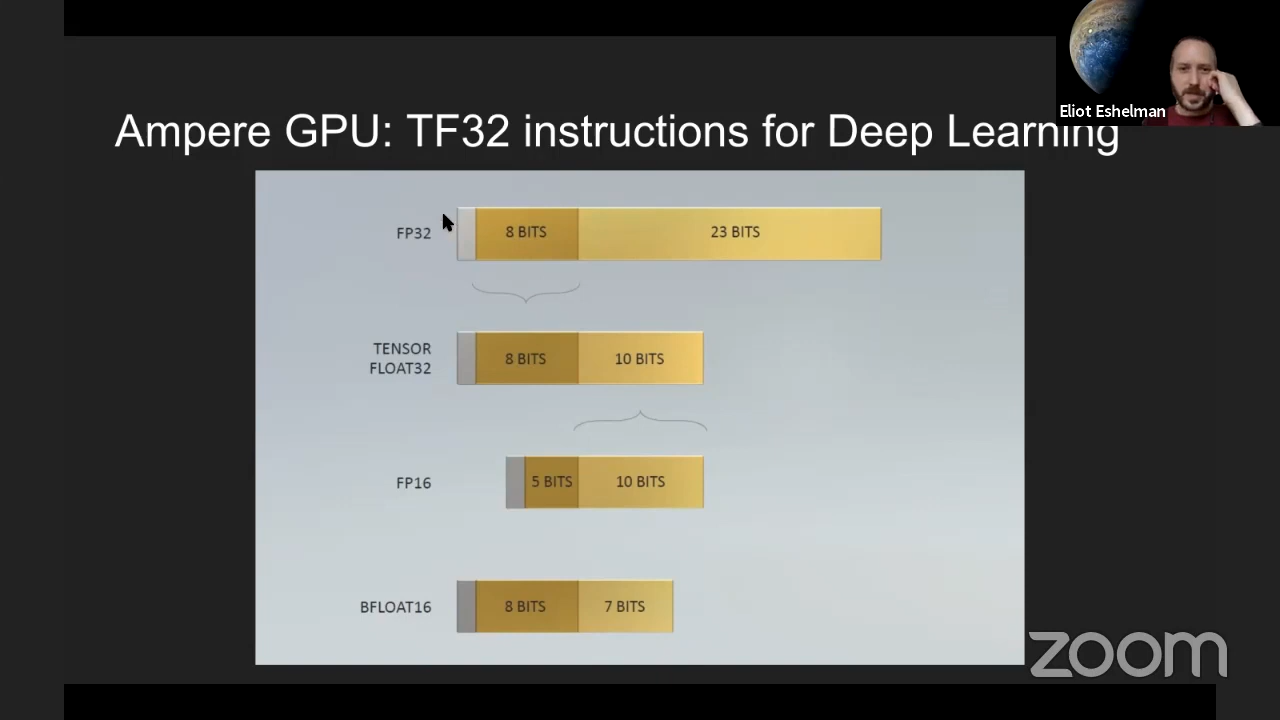 Eliot Eshelman
Ampere GPU: TF32 instructions for Deep Learning
FP32
8 BITS
23 BITS
TENSOR
FLOAT32
8 BITS
10 BITS
FP16
5 BITS
10 BITS
BFLOAT16
8 BITS
7 BITS
zoom